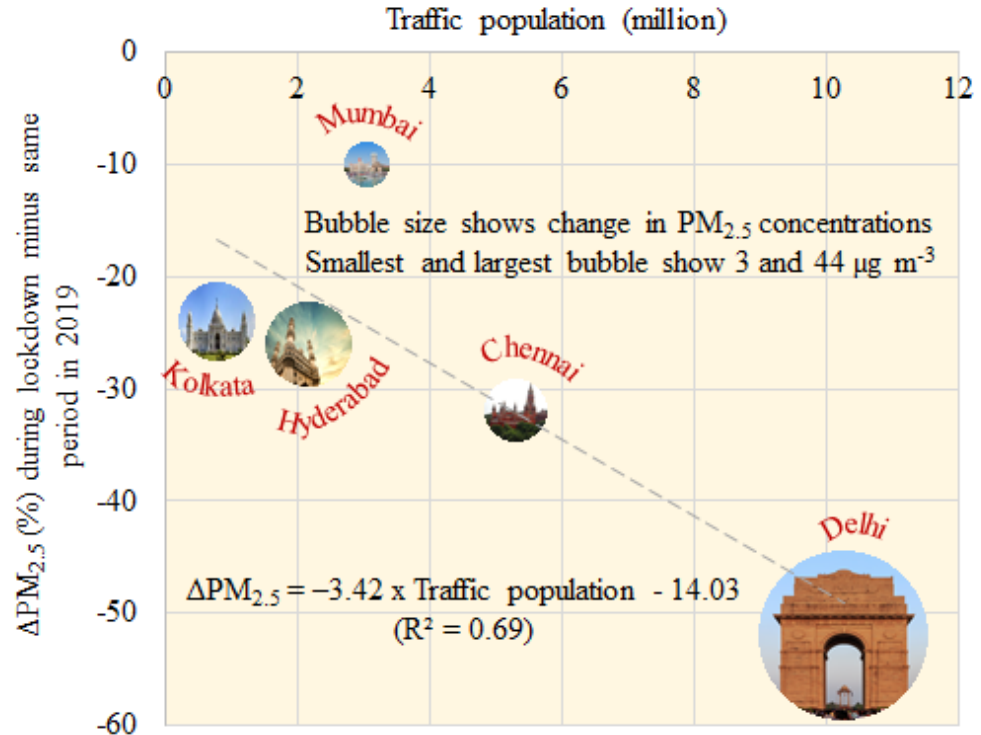 Traffic population (million)
0
0 2 4 6 8 10 12
Mumbai
-10
Bubble size shows change in PM2.5 concentrations
Smallest and largest bubble show 3 and 44 µg m-3
-20
Kolkata
Hyderabad
Chennai
-30
-40
Delhi
ΔPM2.5 = −3.42 x Traffic population - 14.03
(R² = 0.69)
-50
-60
ΔPM2.5 (%) during lockdown minus same
period in 2019